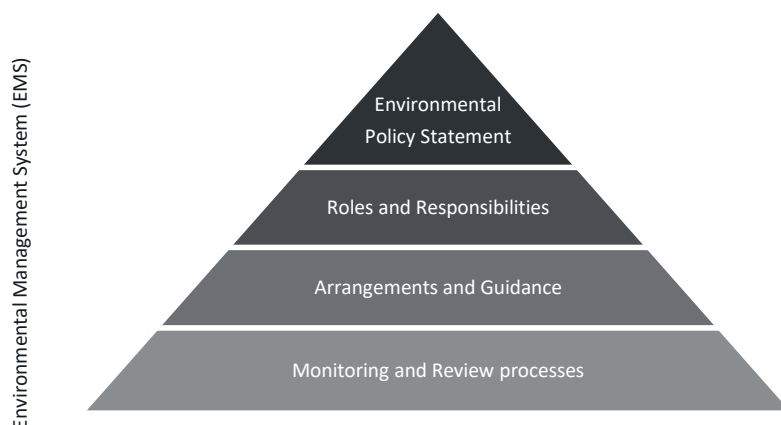 Environmental Management System (EMS)
Environmental
Policy Statement
Roles and Responsibilities
Arrangements and Guidance
Monitoring and Review processes